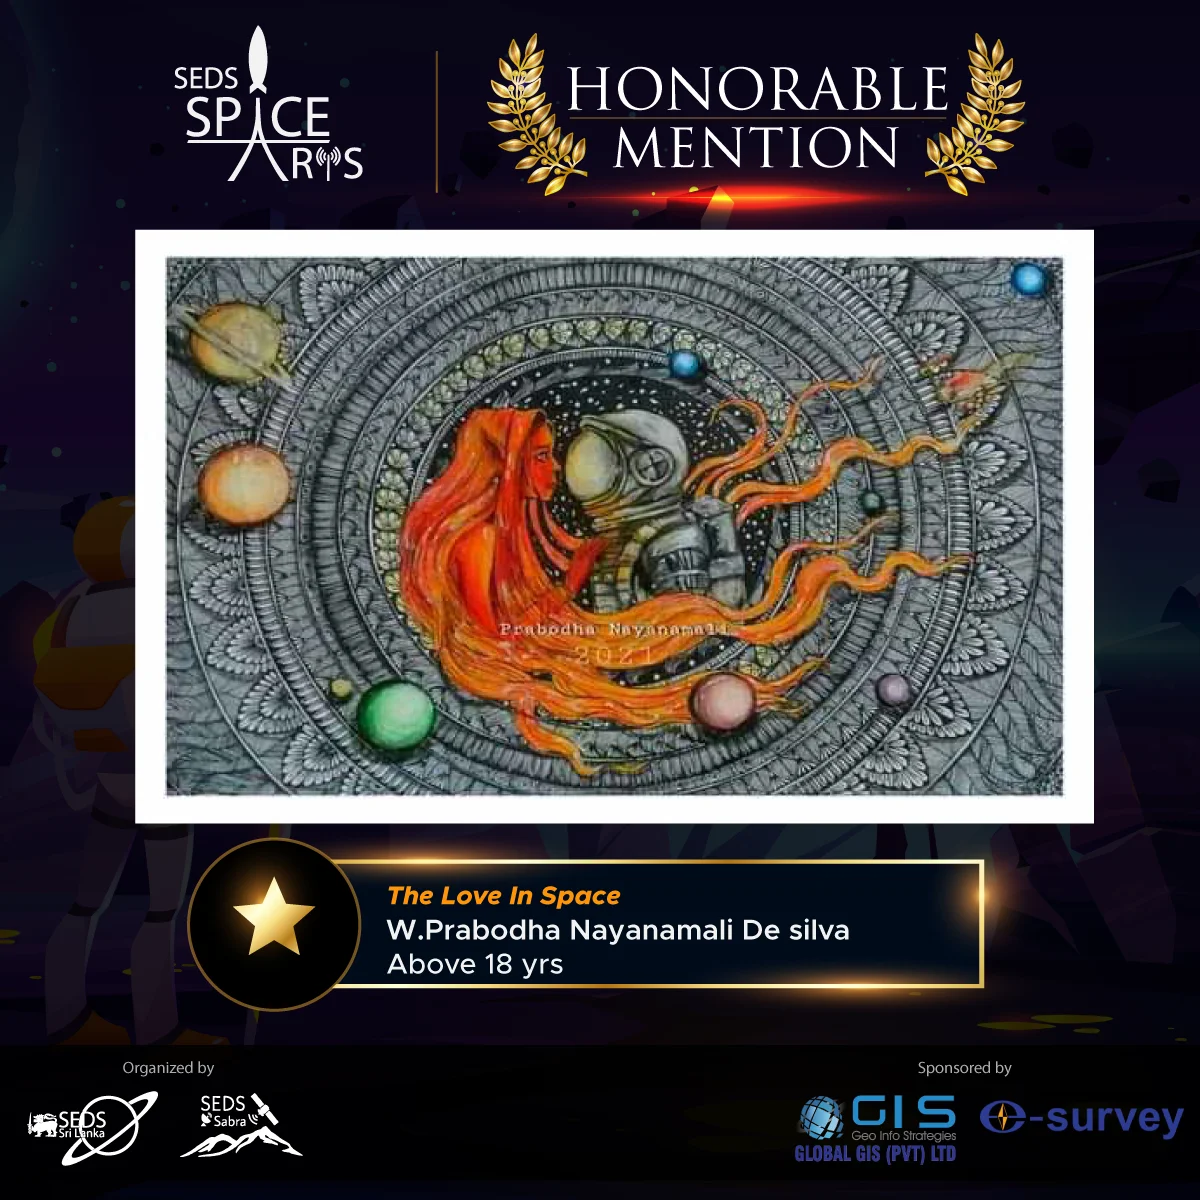 SEDS
SPACE
ARTS
HONORABLE
MENTION
Prabodha Nayanamali
2021
The Love In Space
W.Prabodha Nayanamali De silva
Above 18 yrs
Organized by
Sponsored by
SEDS
Sri Lanka
SEDS
Sabra
GIS
Geo Info Strategies
GLOBAL GIS (PVT) LTD
e-survey